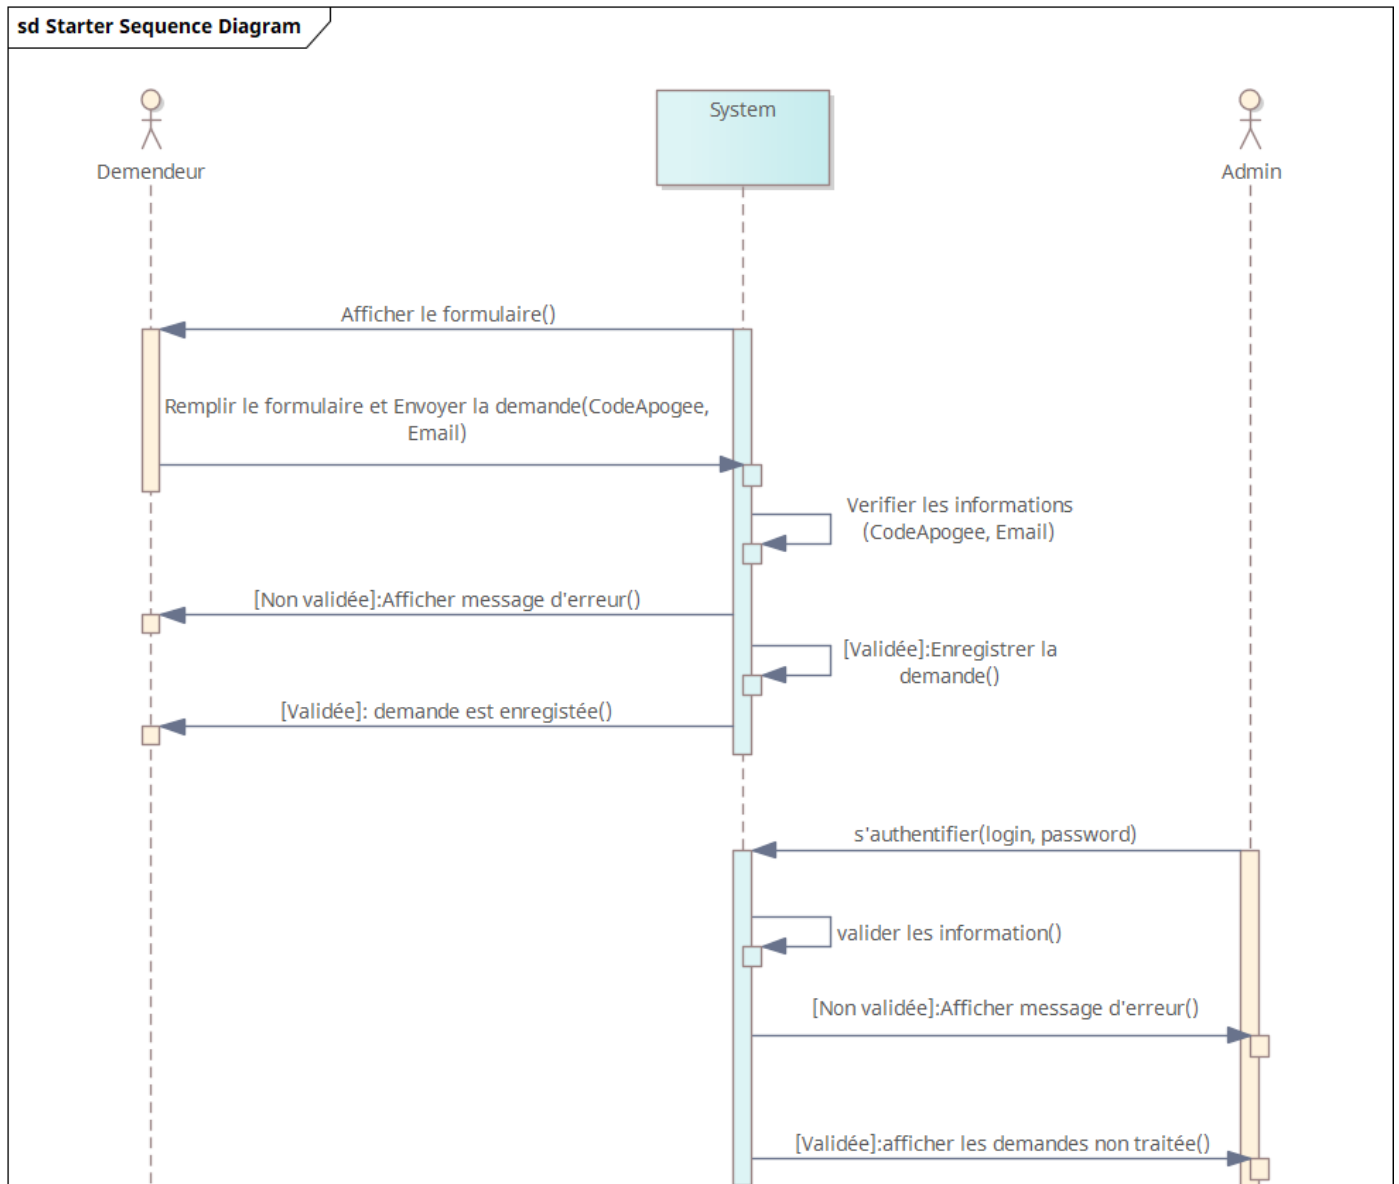 sd Starter Sequence Diagram
System
Demendeur
Admin
Afficher le formulaire()
Remplir le formulaire et Envoyer la demande(CodeApogee,
Email)
Verifier les informations
(CodeApogee, Email)
[Non validée]:Afficher message d'erreur()
[Validée]:Enregistrer la
demande()
[Validée]: demande est enregistée()
s'authentifier(login, password)
valider les information()
[Non validée]:Afficher message d'erreur()
[Validée]:afficher les demandes non traitée()